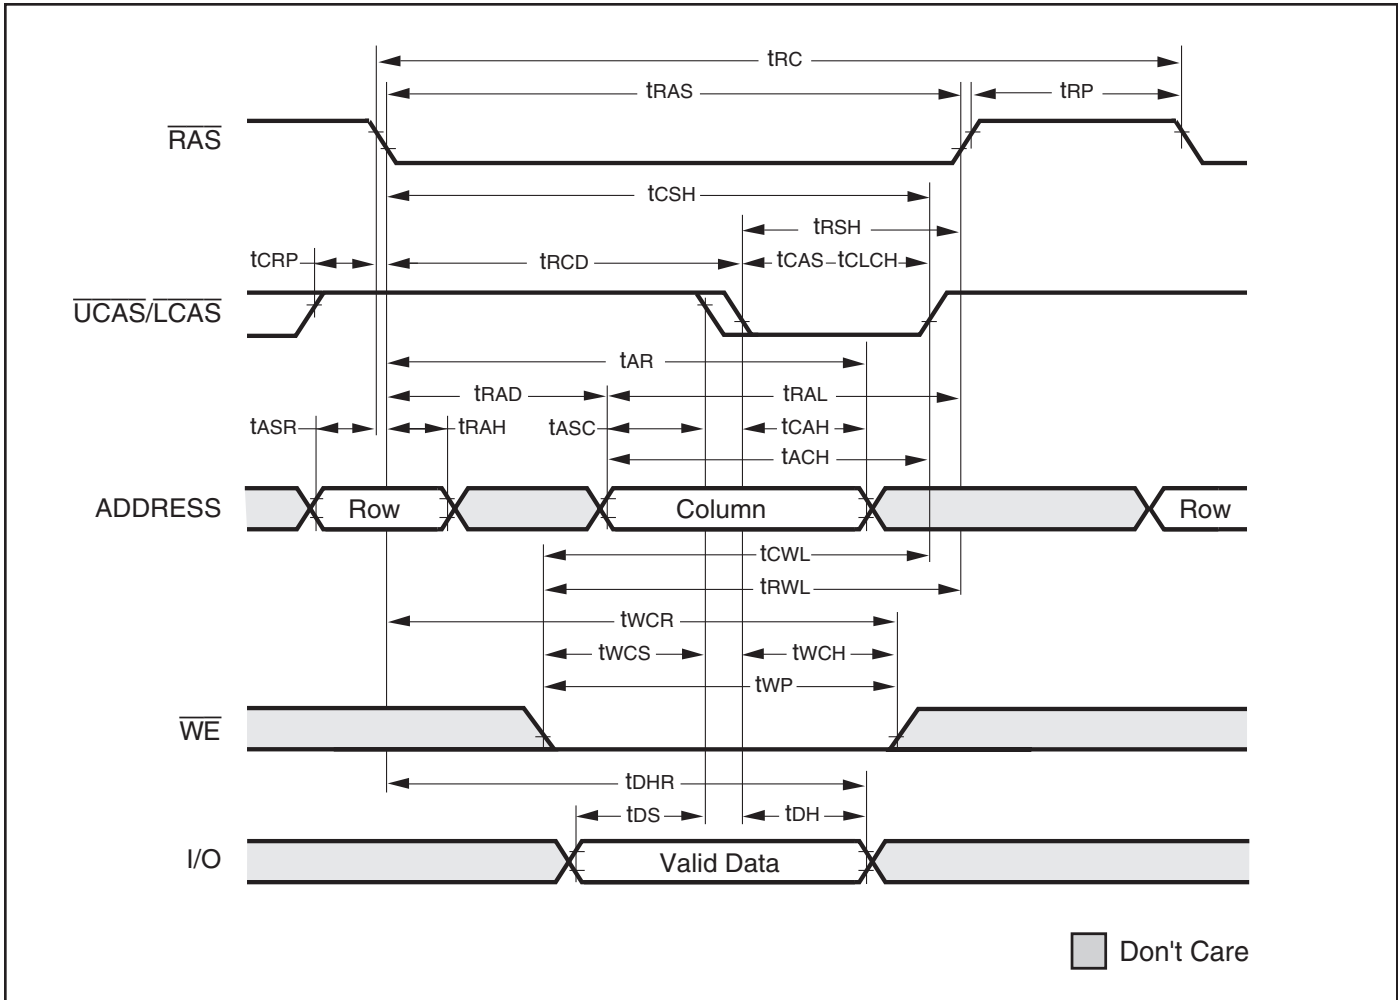 tRC
tRAS
tRP
RAS
tCSH
tRSH
tCRP
tRCD
tCAS
tCLCH
UCAS/LCAS
tAR
tRAD
tRAL
tASR
tRAH
tASC
tCAH
tACH
ADDRESS
Row
Column
Row
tCWL
tRWL
tWCR
tWCS
tWCH
tWP
WE
tDHR
tDS
tDH
I/O
Valid Data
Don't Care